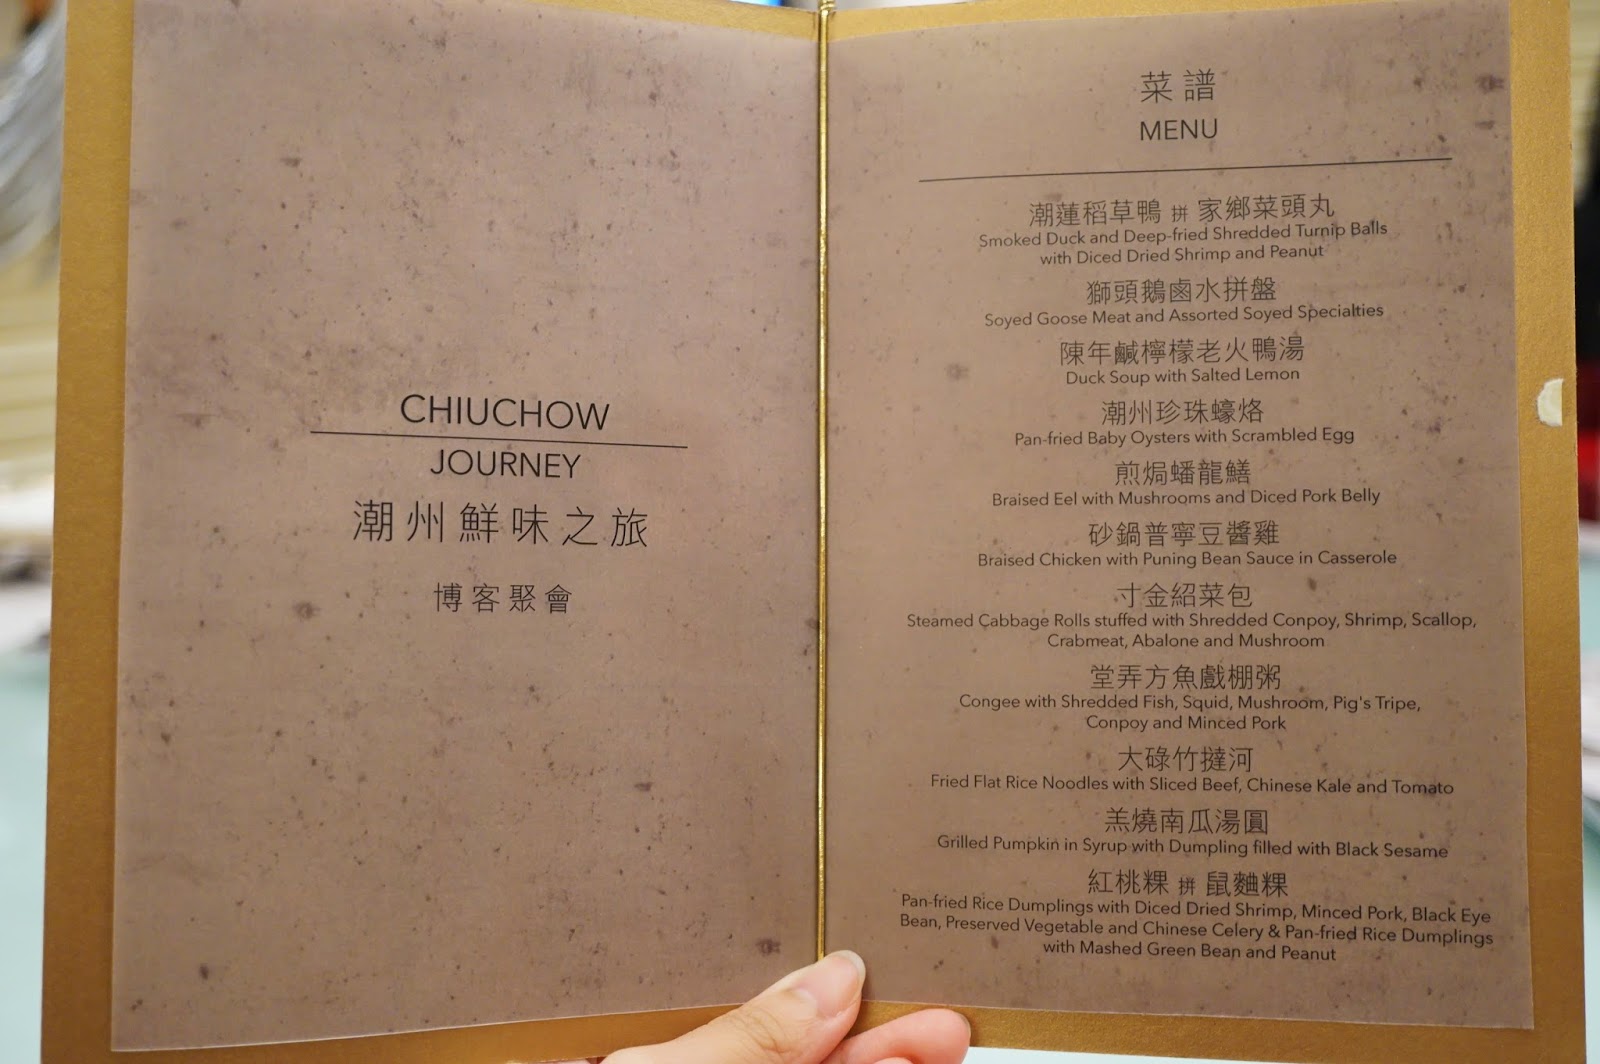 CHIUCHOW
JOURNEY
潮州鮮味之旅
博客聚會
菜譜
MENU
潮蓮稻草鴨 拼 家鄉菜頭丸
Smoked Duck and Deep-fried Shredded Turnip Balls
with Diced Dried Shrimp and Peanut
獅頭鵝鹵水拼盤
Soyed Goose Meat and Assorted Soyed Specialties
陳年鹹檸檬老火鴨湯
Duck Soup with Salted Lemon
潮州珍珠蠔烙
Pan-fried Baby Oysters with Scrambled Egg
煎焗蟠龍鱔
Braised Eel with Mushrooms and Diced Pork Belly
砂鍋普寧豆醬雞
Braised Chicken with Puning Bean Sauce in Casserole
寸金紹菜包
Steamed Cabbage Rolls stuffed with Shredded Conpoy, Shrimp, Scallop,
Crabmeat, Abalone and Mushroom
堂弄方魚戲棚粥
Congee with Shredded Fish, Squid, Mushroom, Pig's Tripe,
Conpoy and Minced Pork
大碌竹撻河
Fried Flat Rice Noodles with Sliced Beef, Chinese Kale and Tomato
羔燒南瓜湯圓
Grilled Pumpkin in Syrup with Dumpling filled with Black Sesame
紅桃粿 拼 鼠麯粿
Pan-fried Rice Dumplings with Diced Dried Shrimp, Minced Pork, Black Eye
Bean, Preserved Vegetable and Chinese Celery & Pan-fried Rice Dumplings
with Mashed Green Bean and Peanut